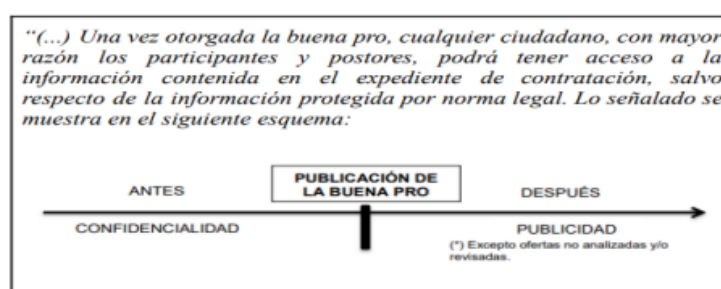 “(...) Una vez otorgada la buena pro, cualquier ciudadano, con mayor
razón los participantes y postores, podrá tener acceso a la
información contenida en el expediente de contratación, salvo
respecto de la información protegida por norma legal. Lo señalado se
muestra en el siguiente esquema:
PUBLICACIÓN DE
LA BUENA PRO
ANTES
DESPUÉS
CONFIDENCIALIDAD
PUBLICIDAD
(*) Excepto ofertas no analizadas y/o
revisadas.